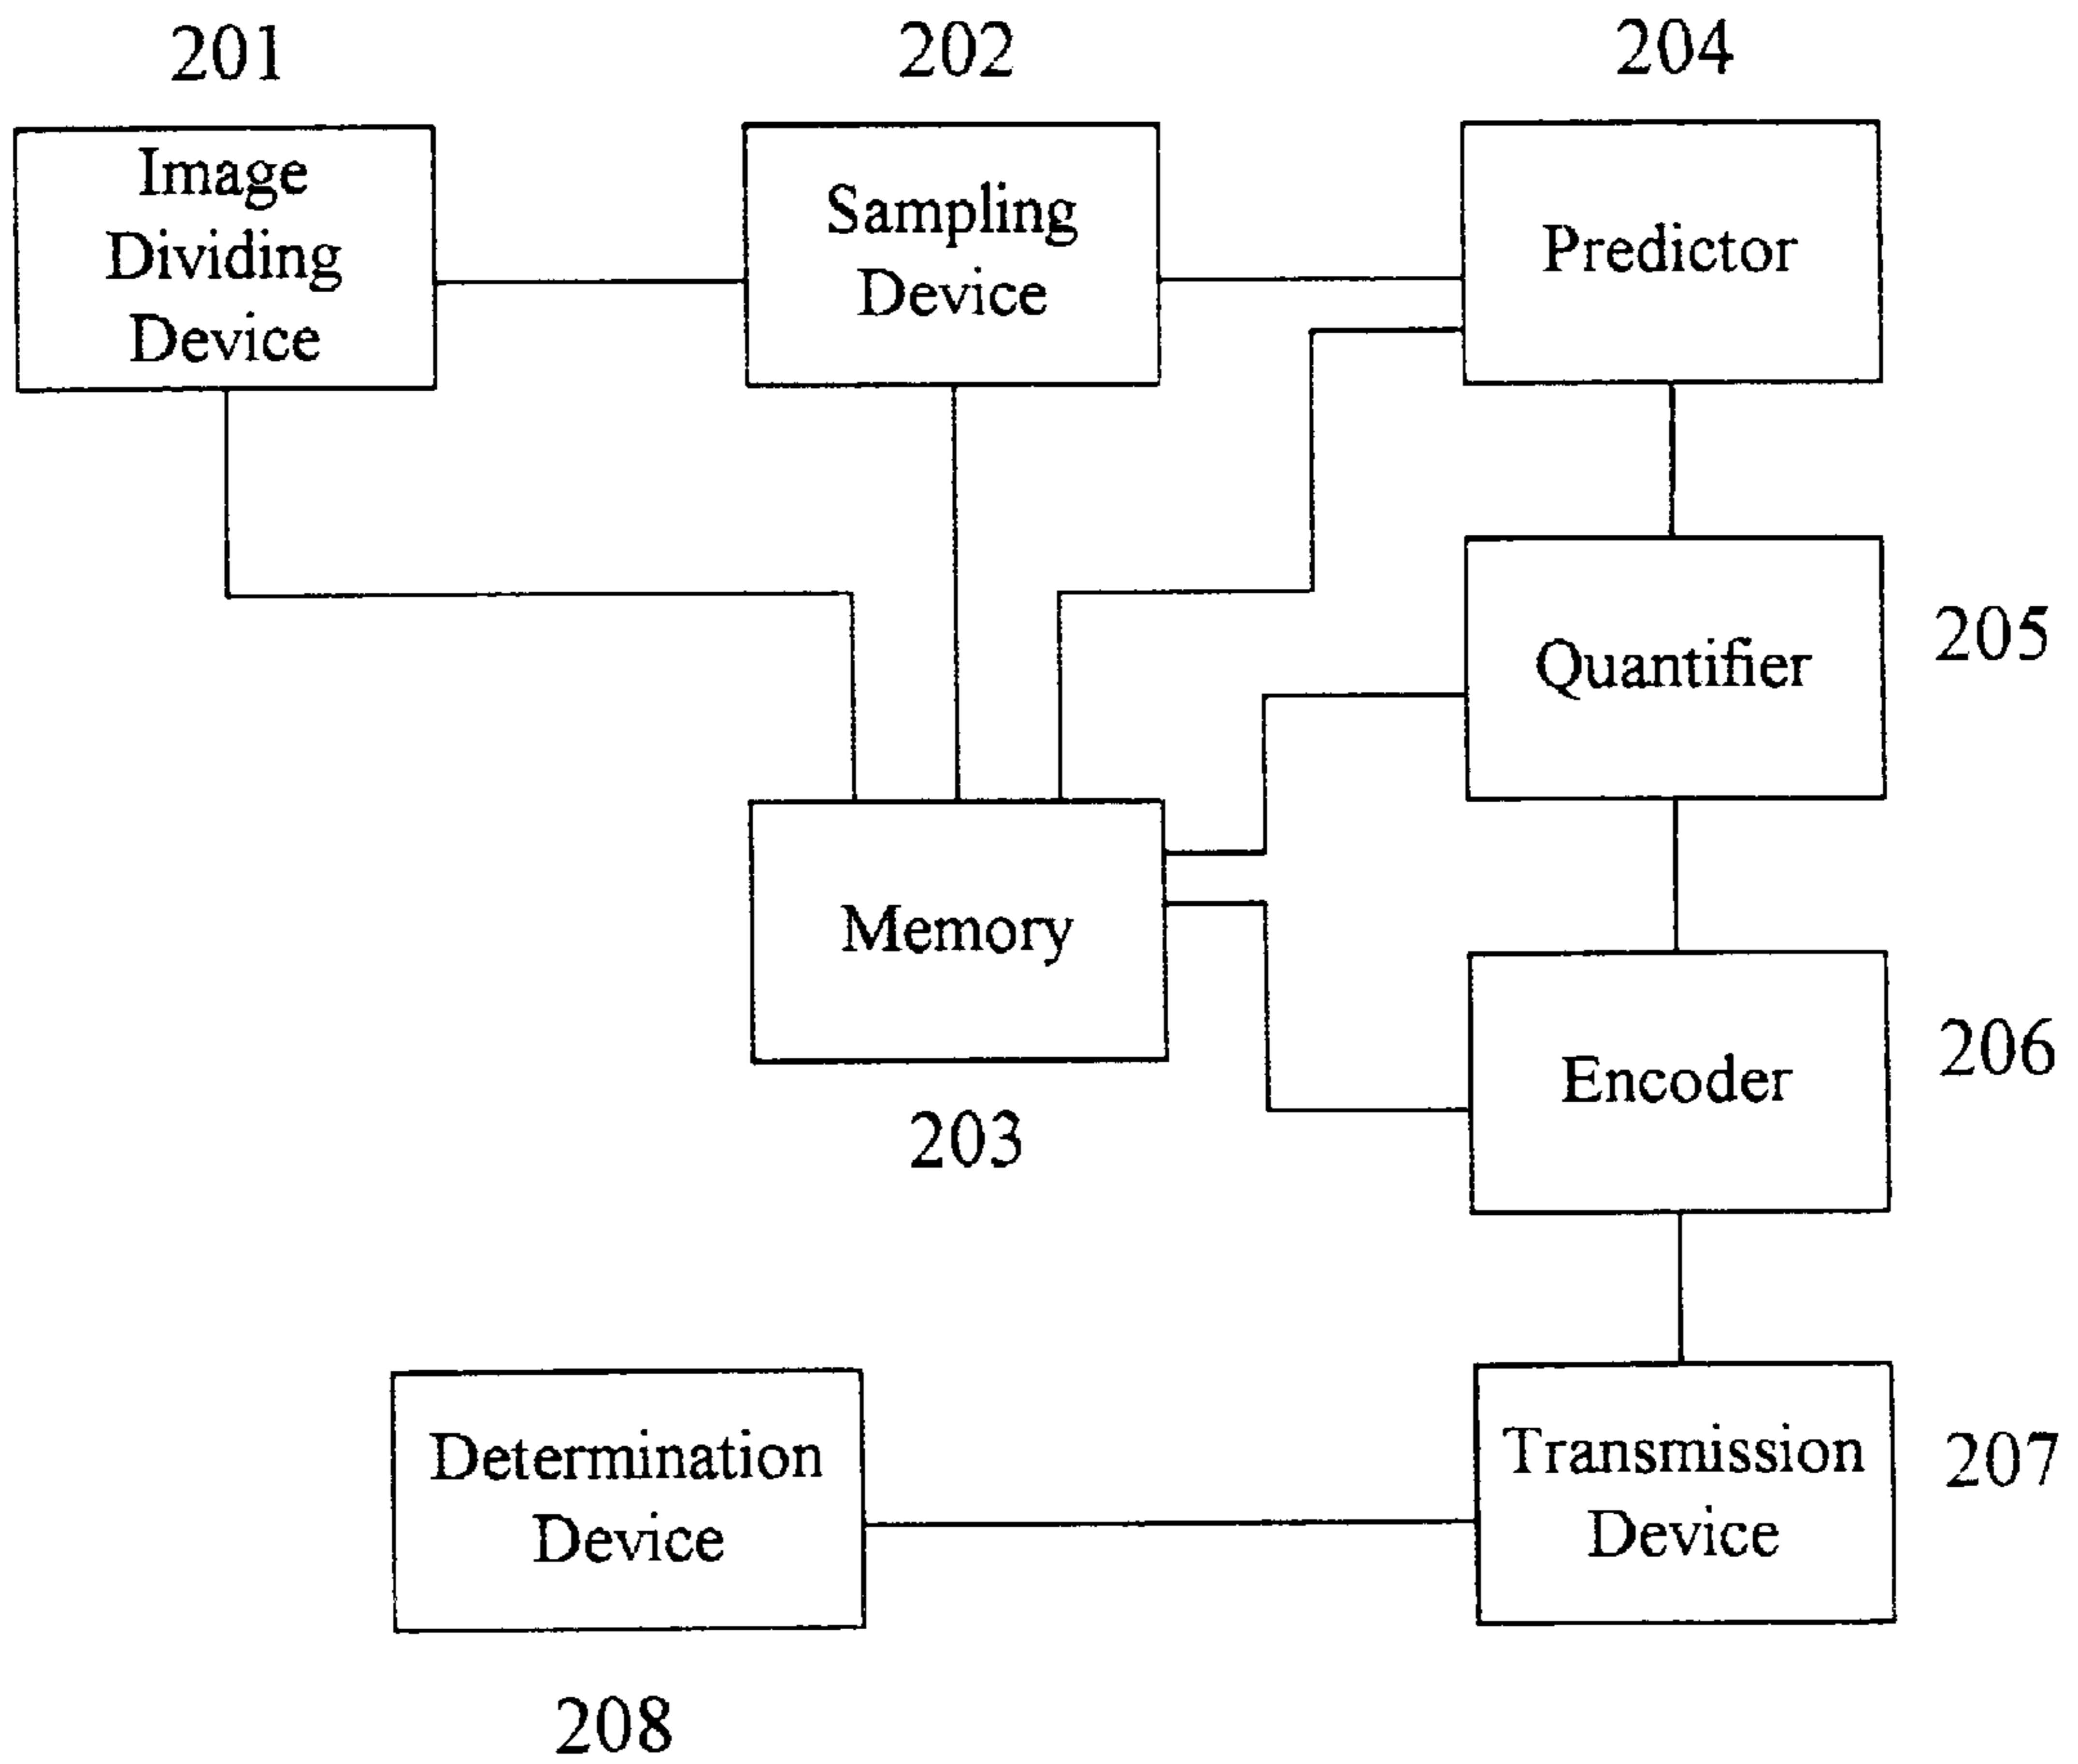 201
202
204
Image
Dividing
Device
Sampling
Device
Predictor
Quantifier
205
Memory
203
Encoder
206
Determination
Device
208
Transmission
Device
207